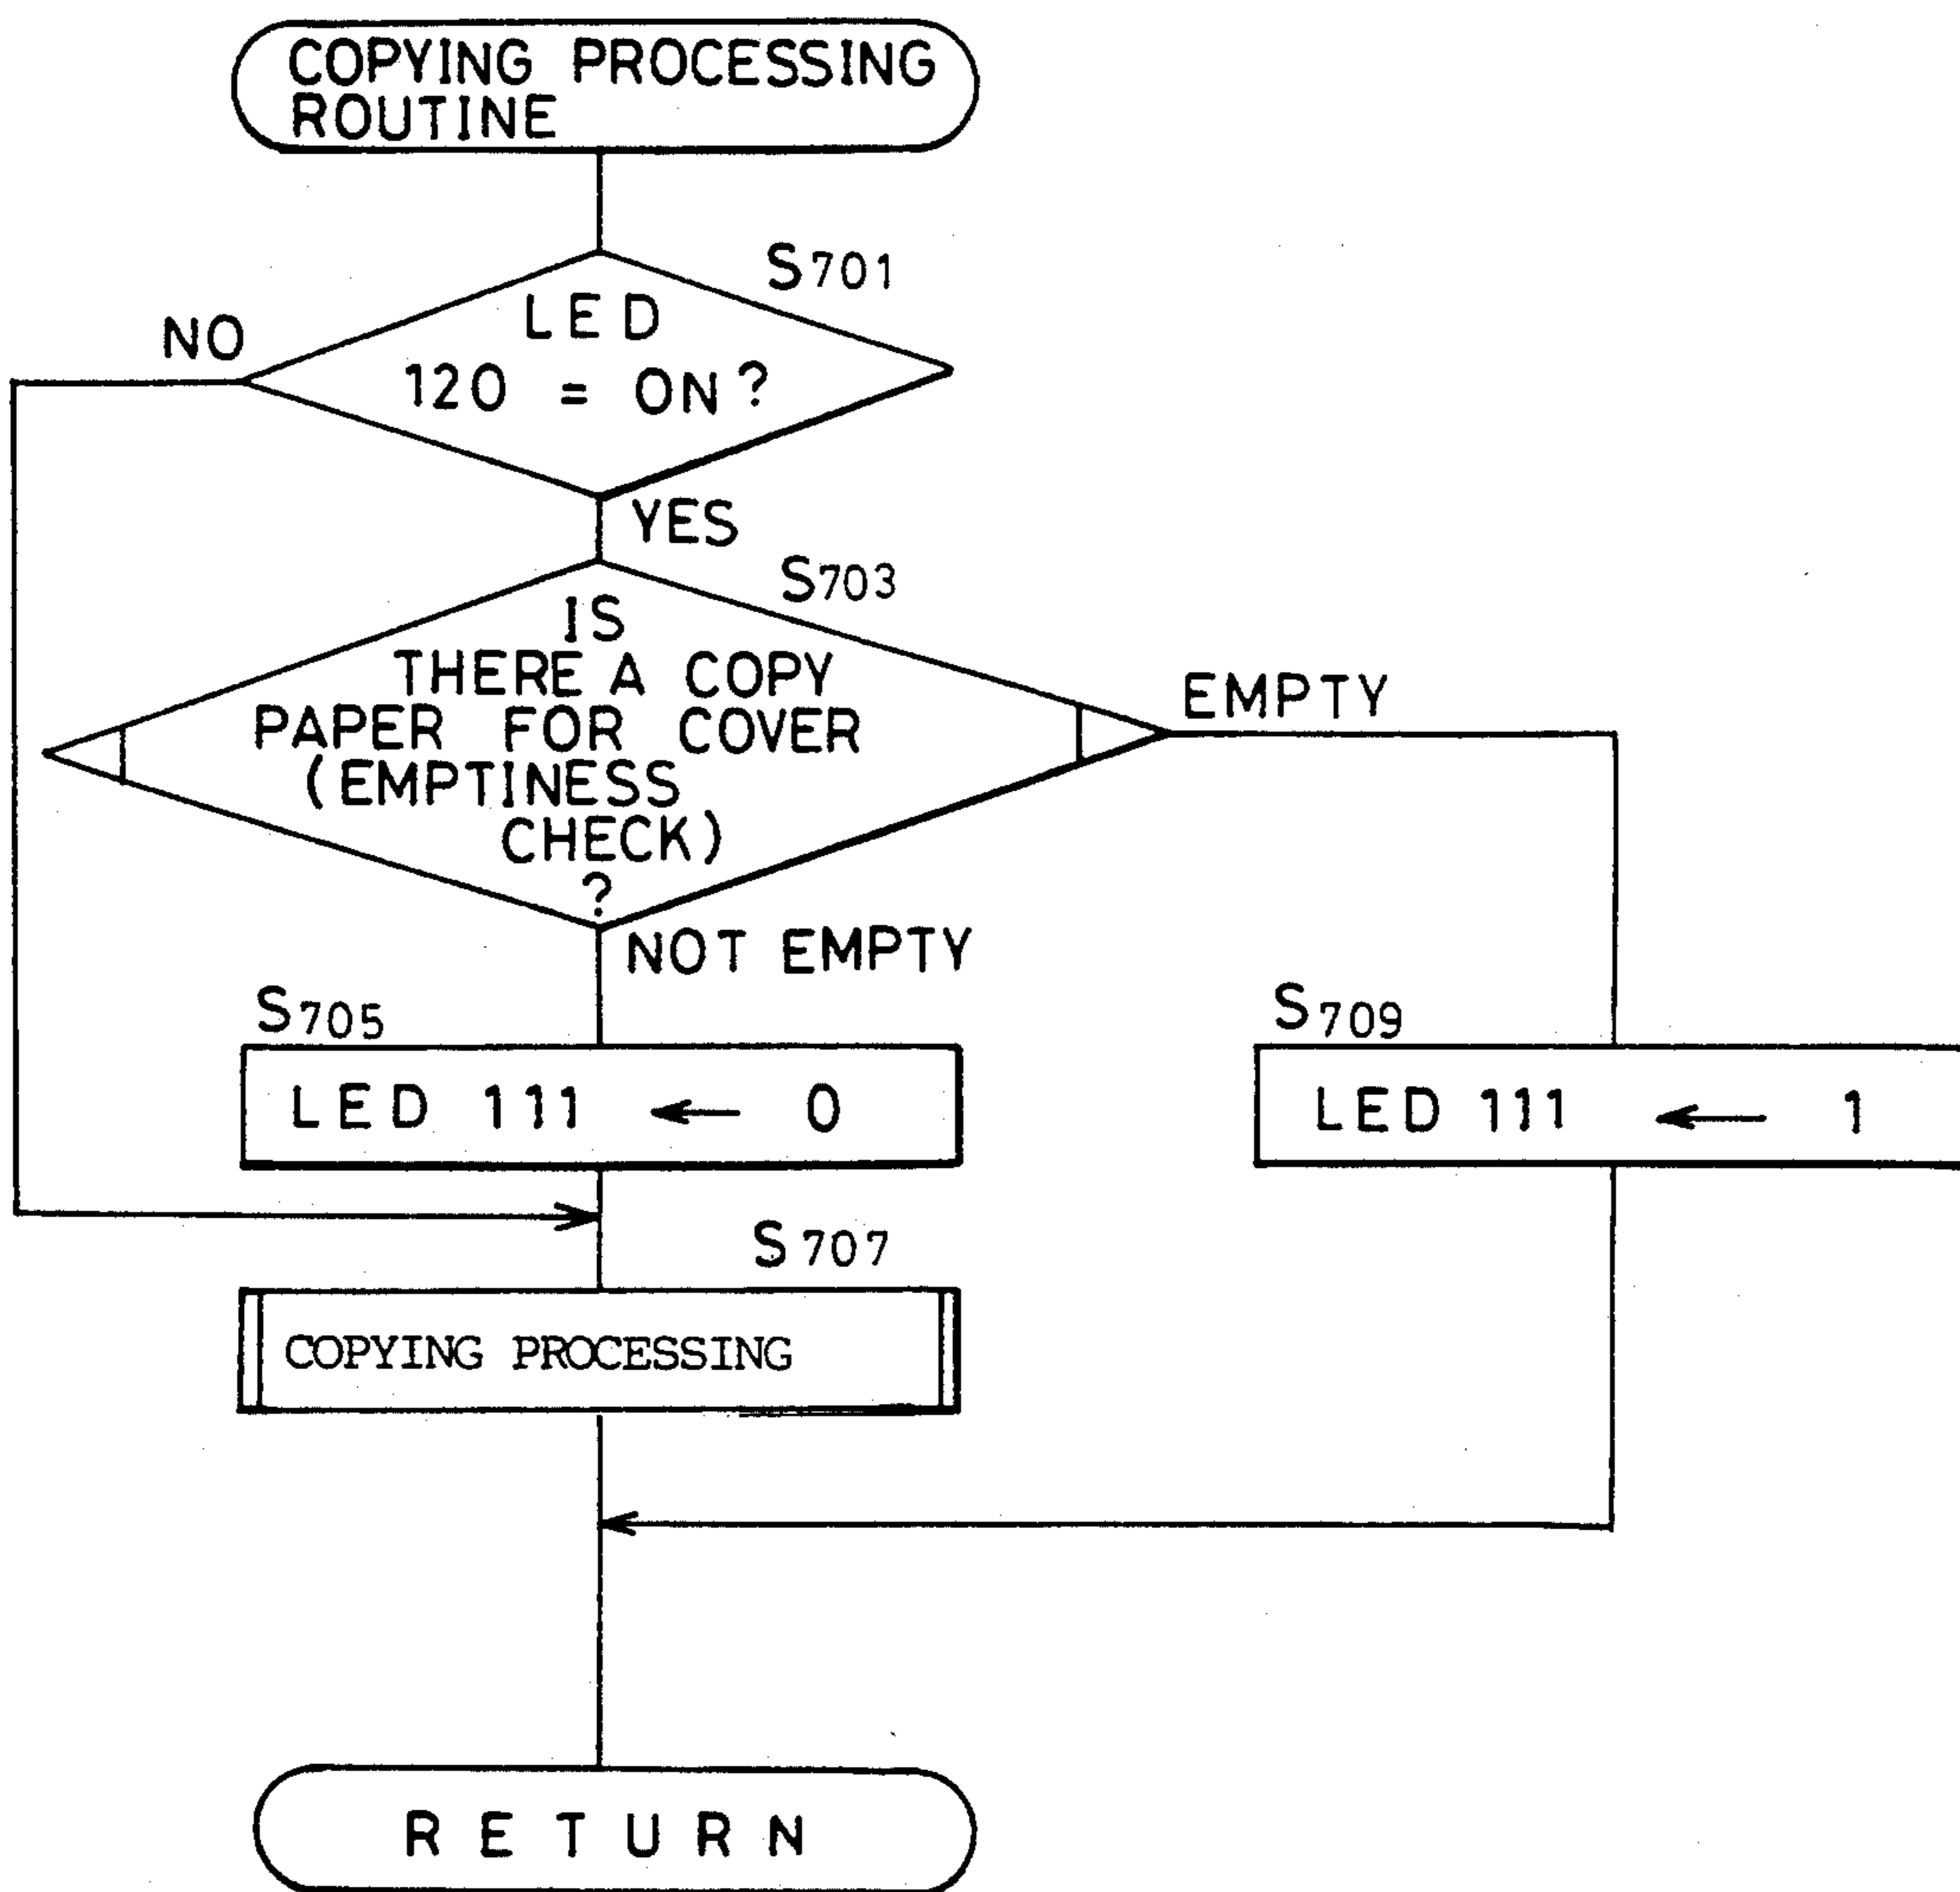 COPYING PROCESSING
ROUTINE
S701
LED
NO
120 = ON?
YES
S703
IS
THERE A COPY
EMPTY
PAPER FOR COVER
(EMPTINESS
CHECK)
?
NOT EMPTY
S705
S709
LED 111 ← 0
LED 111 ← 1
S707
COPYING PROCESSING
RETURN